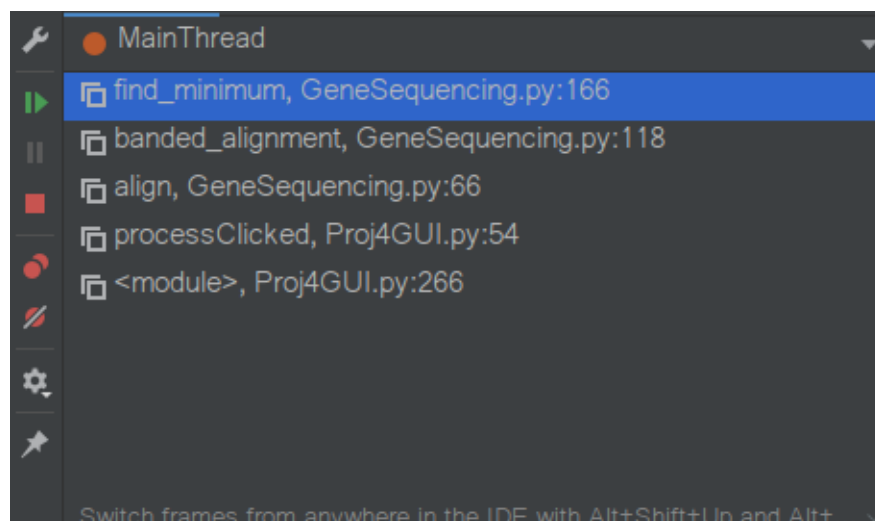 MainThread
find_minimum, GeneSequencing.py:166
banded_alignment, GeneSequencing.py:118
align, GeneSequencing.py:66
processClicked, Proj4GUI.py:54
<module>, Proj4GUI.py:266
Switch frames from anywhere in the IDE with Alt+Shift+Up and Alt+